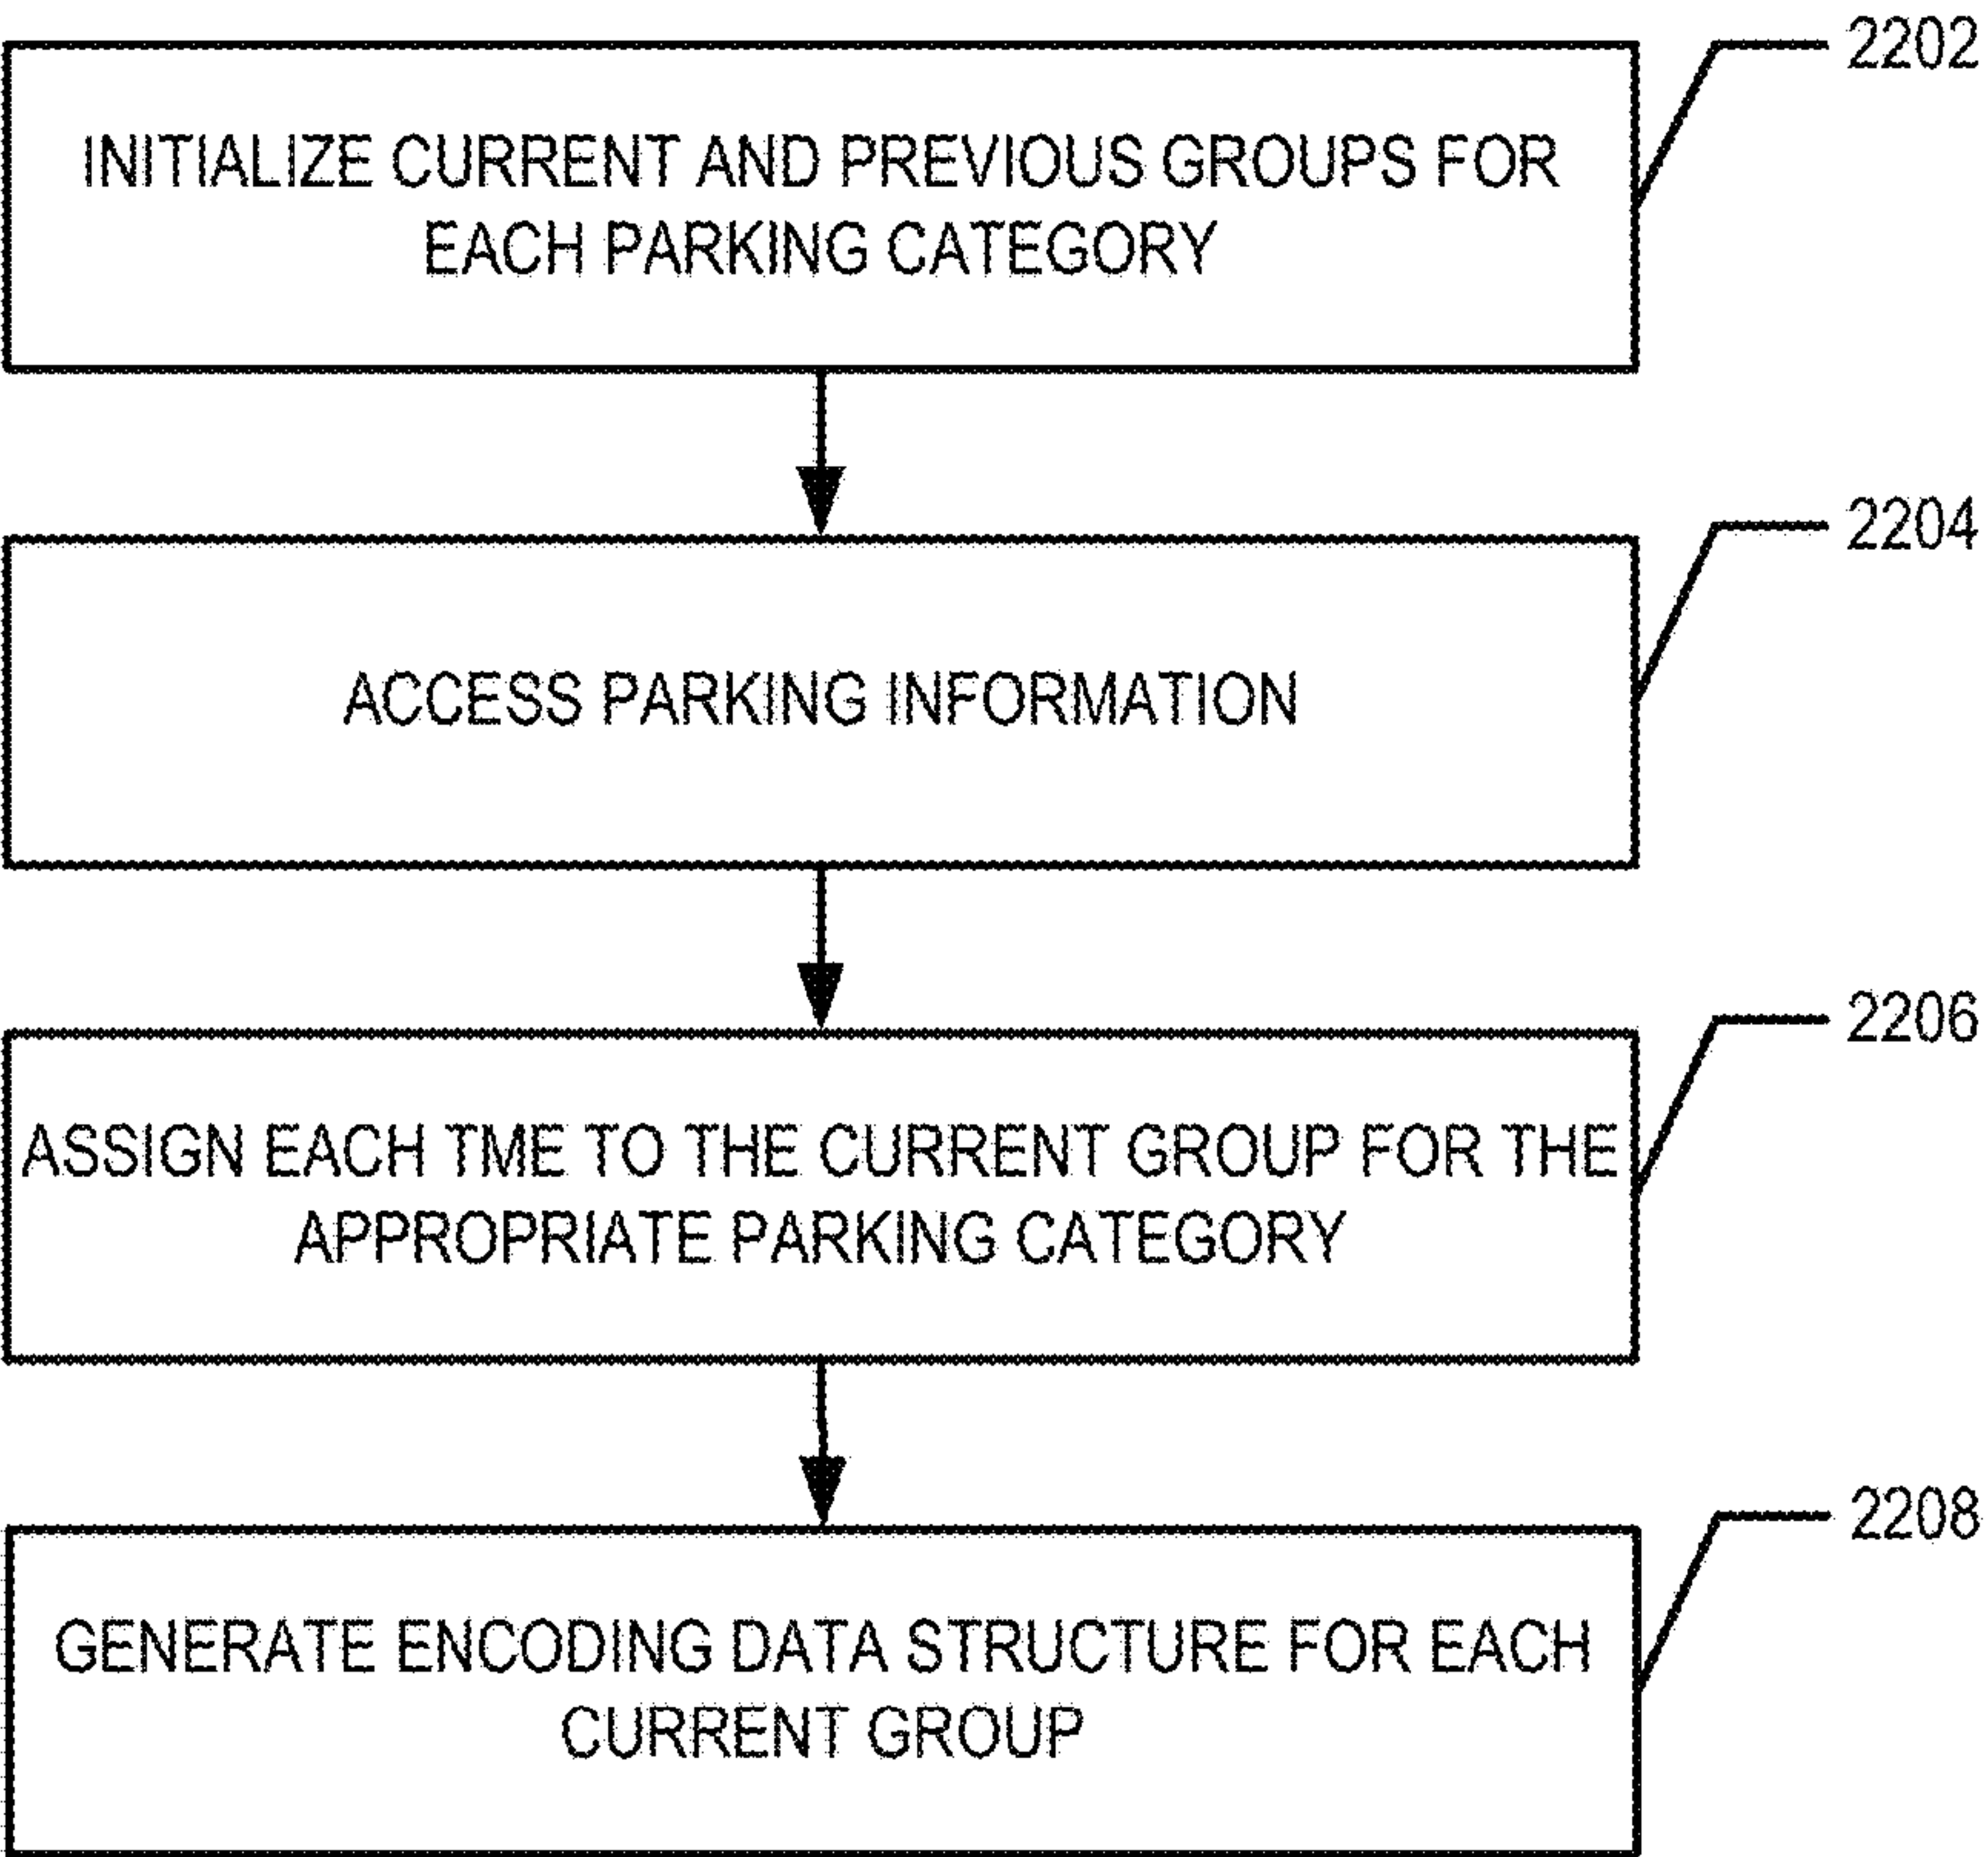 2202
INITIALIZE CURRENT AND PREVIOUS GROUPS FOR
EACH PARKING CATEGORY
2204
ACCESS PARKING INFORMATION
2206
ASSIGN EACH TME TO THE CURRENT GROUP FOR THE
APPROPRIATE PARKING CATEGORY
2208
GENERATE ENCODING DATA STRUCTURE FOR EACH
CURRENT GROUP